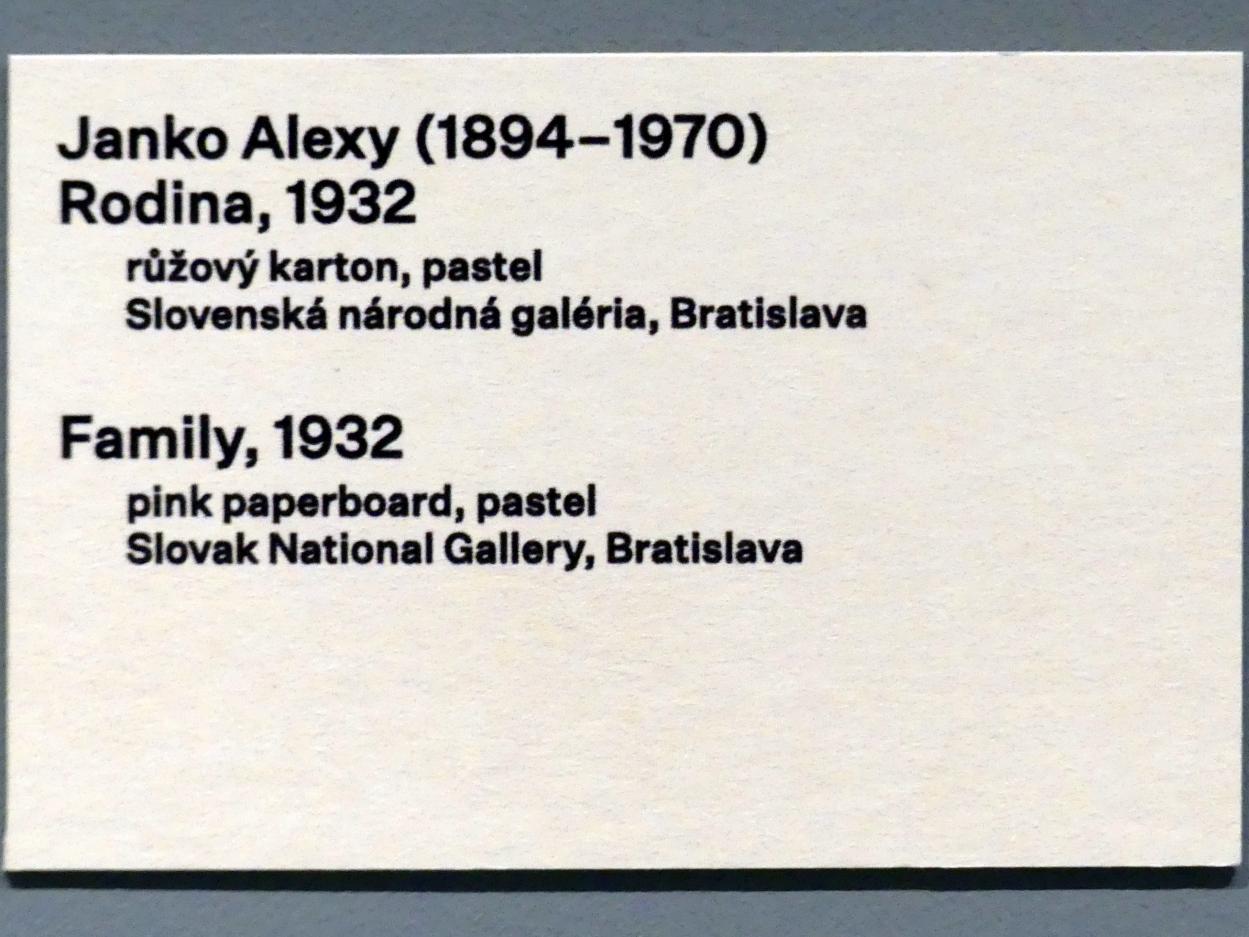 Janko Alexy (1894–1970)
Rodina, 1932
růžový karton, pastel
Slovenská národná galéria, Bratislava
Family, 1932
pink paperboard, pastel
Slovak National Gallery, Bratislava